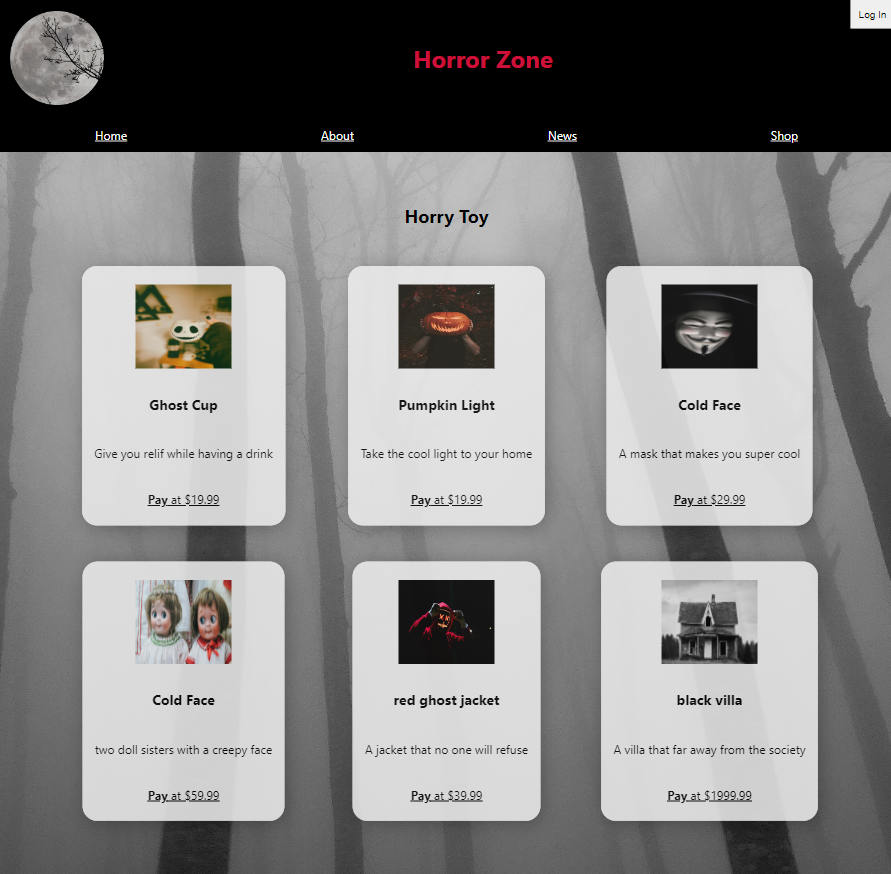 Log In
Horror Zone
Home About News Shop
Horry Toy
Ghost Cup Pumpkin Light Cold Face
Give you relif while having a drink Take the cool light to your home A mask that makes you super cool
Pay at $19.99 Pay at $19.99 Pay at $29.99
Cold Face red ghost jacket black villa
two doll sisters with a creepy face A jacket that no one will refuse A villa that far away from the society
Pay at $59.99 Pay at $39.99 Pay at $1999.99